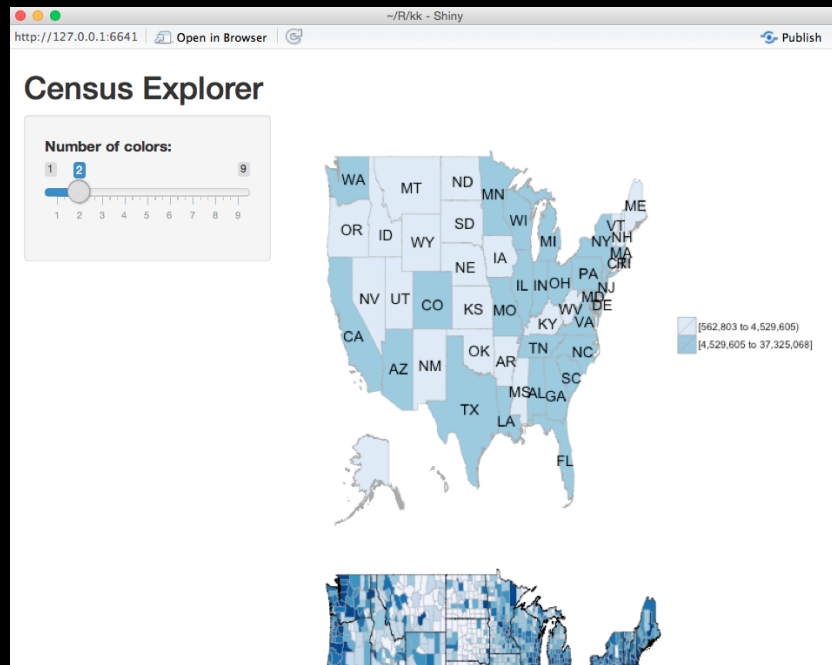 ~/R/kk - Shiny
http://127.0.0.1:6641 Open in Browser Publish
Census Explorer
Number of colors:
1 2 9
1 2 3 4 5 6 7 8 9
WA MT ND MN ME
OR ID WY SD WI MI NY VT NH
MA
CT RI
NE IA PA
NV UT CO KS MO IL IN OH NJ
MD DE
WV VA
KY
CA AZ NM OK AR TN NC
SC
TX LA MS AL GA
FL
[562,803 to 4,529,605)
[4,529,605 to 37,325,068]